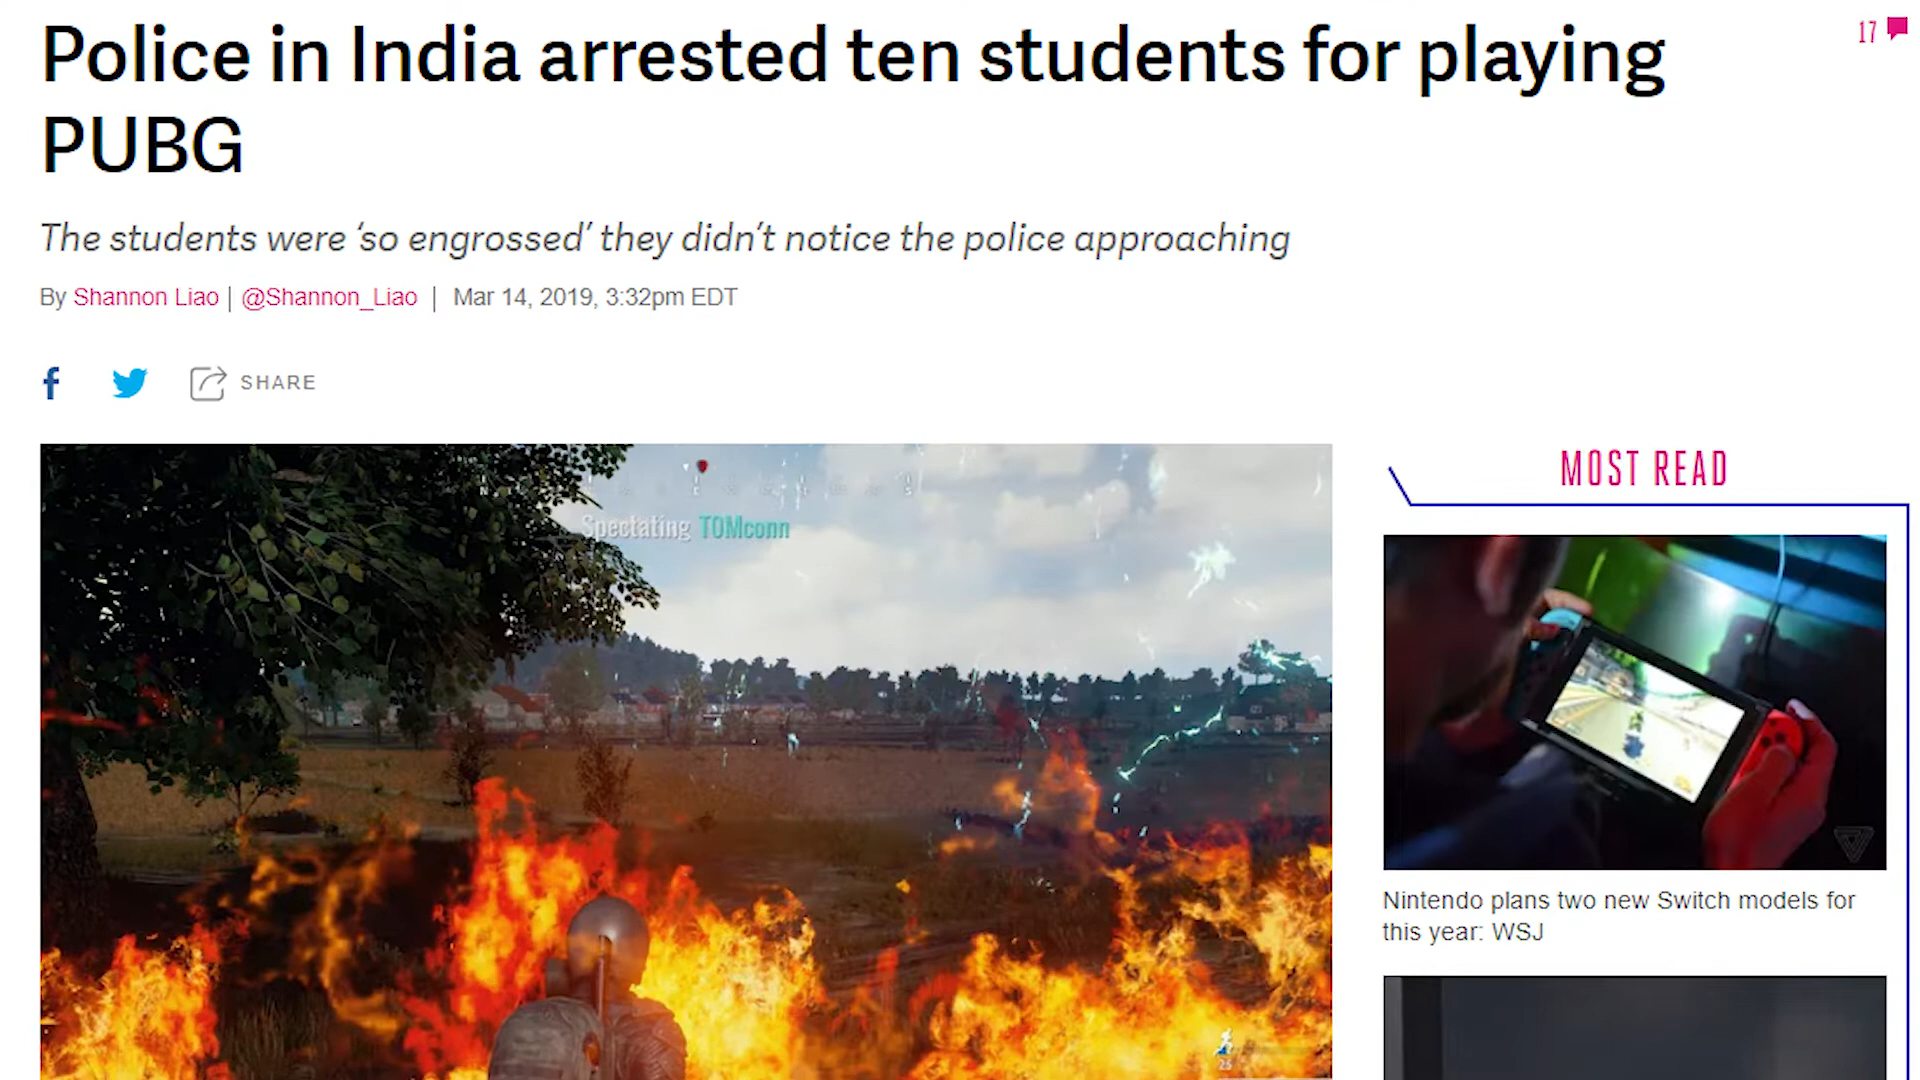 Police in India arrested ten students for playing
PUBG
17
The students were ‘so engrossed’ they didn’t notice the police approaching
By Shannon Liao | @Shannon_Liao | Mar 14, 2019, 3:32pm EDT
SHARE
Spectating TOMconn
25
MOST READ
Nintendo plans two new Switch models for
this year: WSJ